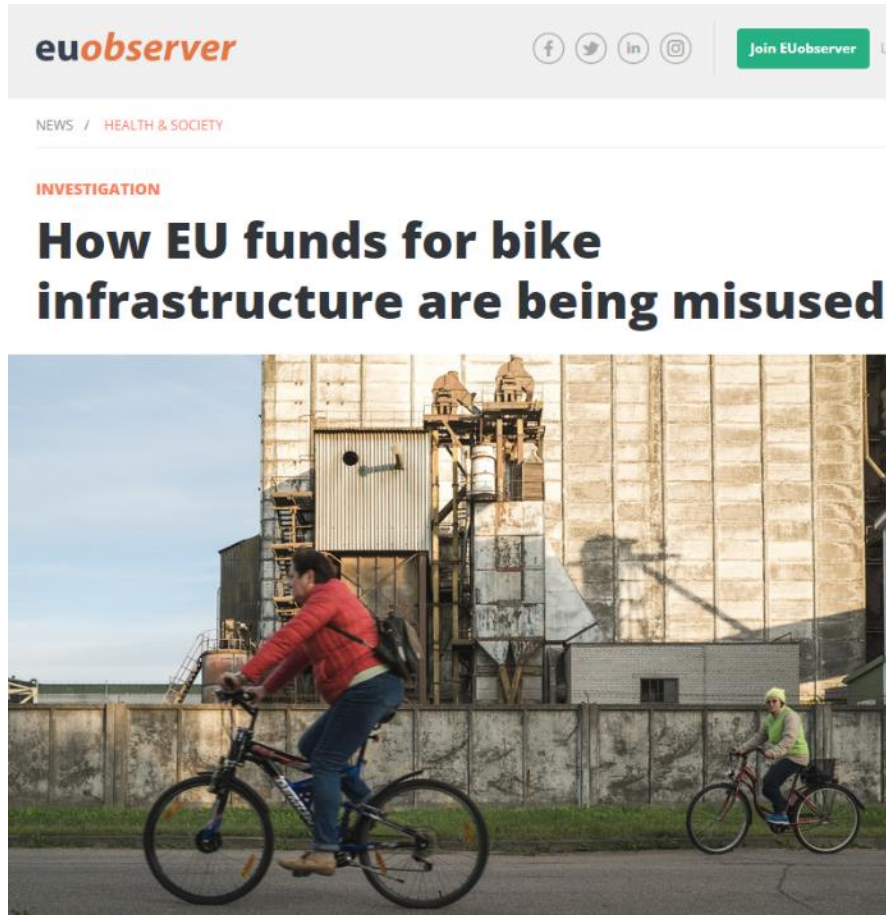 euobserver
Join EUobserver
NEWS / HEALTH & SOCIETY
INVESTIGATION
How EU funds for bike
infrastructure are being misused